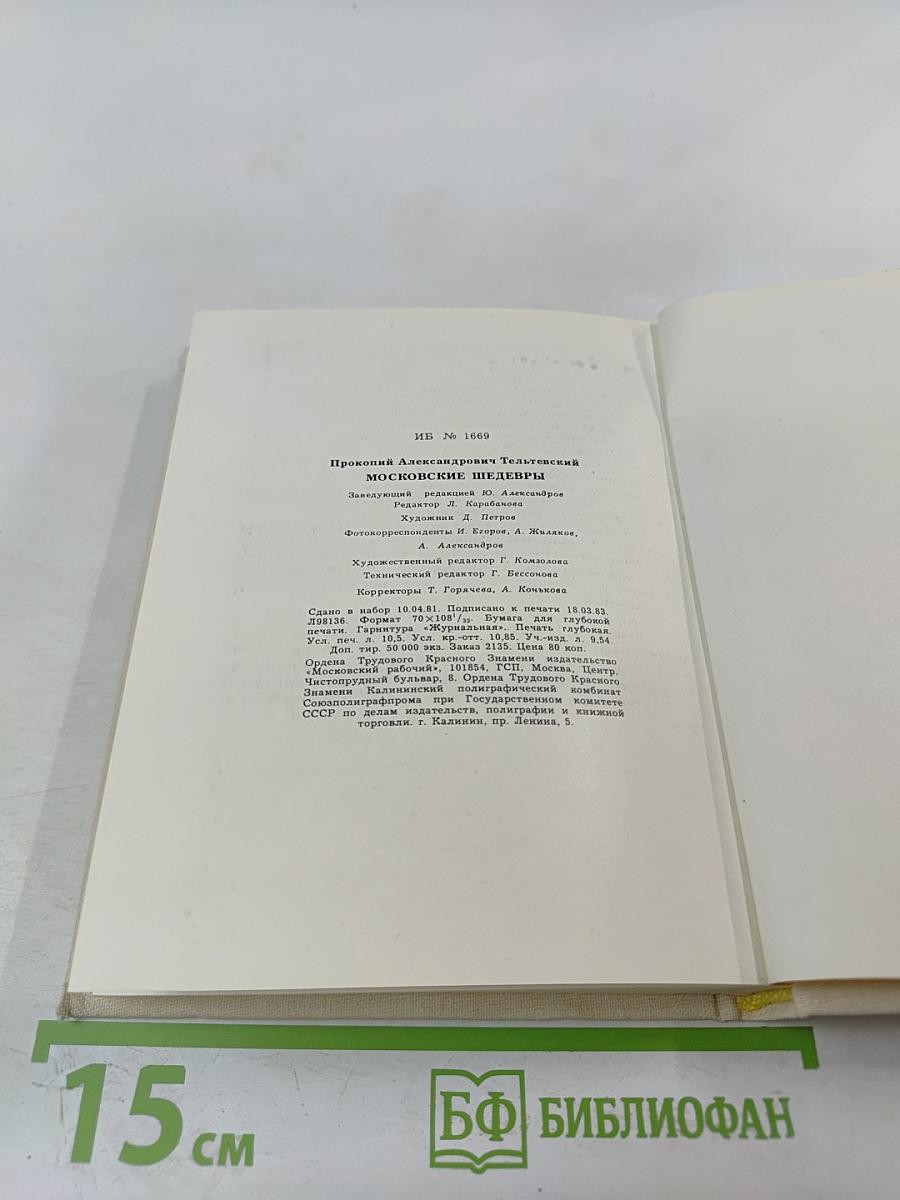 ИБ № 1669
Прокопий Александрович Тельтевский
МОСКОВСКИЕ ШЕДЕВРЫ
Заведующий редакцией Ю. Александров
Редактор Л. Карабанова
Художник Д. Петров
Фотокорреспонденты И. Егоров, А. Жиляков,
А. Александров
Художественный редактор Г. Комзолова
Технический редактор Г. Бессонова
Корректоры Т. Горячева, А. Конькова
Сдано в набор 10.04.81. Подписано к печати 18.03.83.
Л98136. Формат 70×108¹/₃₂. Бумага для глубокой
печати. Гарнитура «Журнальная». Печать глубокая.
Усл. печ. л. 10,5. Усл. кр.-отт. 10,85. Уч.-изд. л. 9,54.
Доп. тир. 50 000 экз. Заказ 2135. Цена 80 коп.
Ордена Трудового Красного Знамени издательство
«Московский рабочий», 101854, ГСП, Москва, Центр,
Чистопрудный бульвар, 8. Ордена Трудового Красного
Знамени Калининский полиграфический комбинат
Союзполиграфпрома при Государственном комитете
СССР по делам издательств, полиграфии и книжной
торговли. г. Калинин, пр. Ленина, 5.
15 см
БФ БИБЛИОФАН